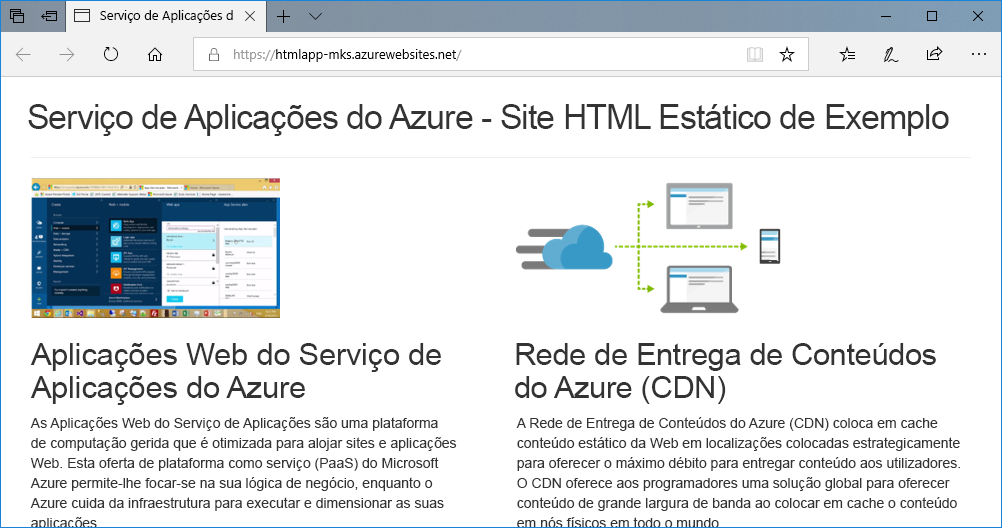 Serviço de Aplicações d
https://htmlapp-mks.azurewebsites.net/
Serviço de Aplicações do Azure - Site HTML Estático de Exemplo
Aplicações Web do Serviço de
Aplicações do Azure
As Aplicações Web do Serviço de Aplicações são uma plataforma
de computação gerida que é otimizada para alojar sites e aplicações
Web. Esta oferta de plataforma como serviço (PaaS) do Microsoft
Azure permite-lhe focar-se na sua lógica de negócio, enquanto o
Azure cuida da infraestrutura para executar e dimensionar as suas
aplicações
Rede de Entrega de Conteúdos
do Azure (CDN)
A Rede de Entrega de Conteúdos do Azure (CDN) coloca em cache
conteúdo estático da Web em localizações colocadas estrategicamente
para oferecer o máximo débito para entregar conteúdo aos utilizadores.
O CDN oferece aos programadores uma solução global para oferecer
conteúdo de grande largura de banda ao colocar em cache o conteúdo
em nós físicos em todo o mundo